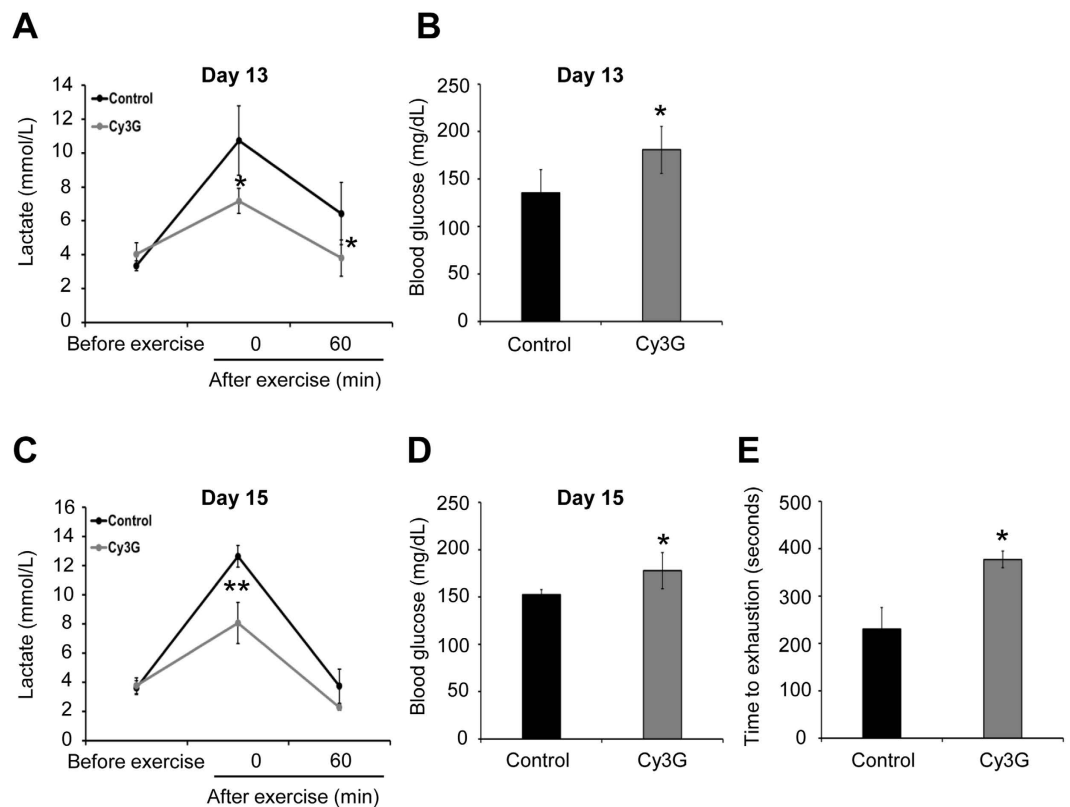 A
Day 13
Lactate (mmol/L)
14
12
10
8
6
4
2
0
Control
Cy3G
*
*
Before exercise
0
60
After exercise (min)
B
Day 13
Blood glucose (mg/dL)
250
200
150
100
50
0
*
Control
Cy3G
C
Day 15
Lactate (mmol/L)
16
14
12
10
8
6
4
2
0
Control
Cy3G
**
Before exercise
0
60
After exercise (min)
D
Day 15
Blood glucose (mg/dL)
250
200
150
100
50
0
*
Control
Cy3G
E
Time to exhaustion (seconds)
500
400
300
200
100
0
*
Control
Cy3G